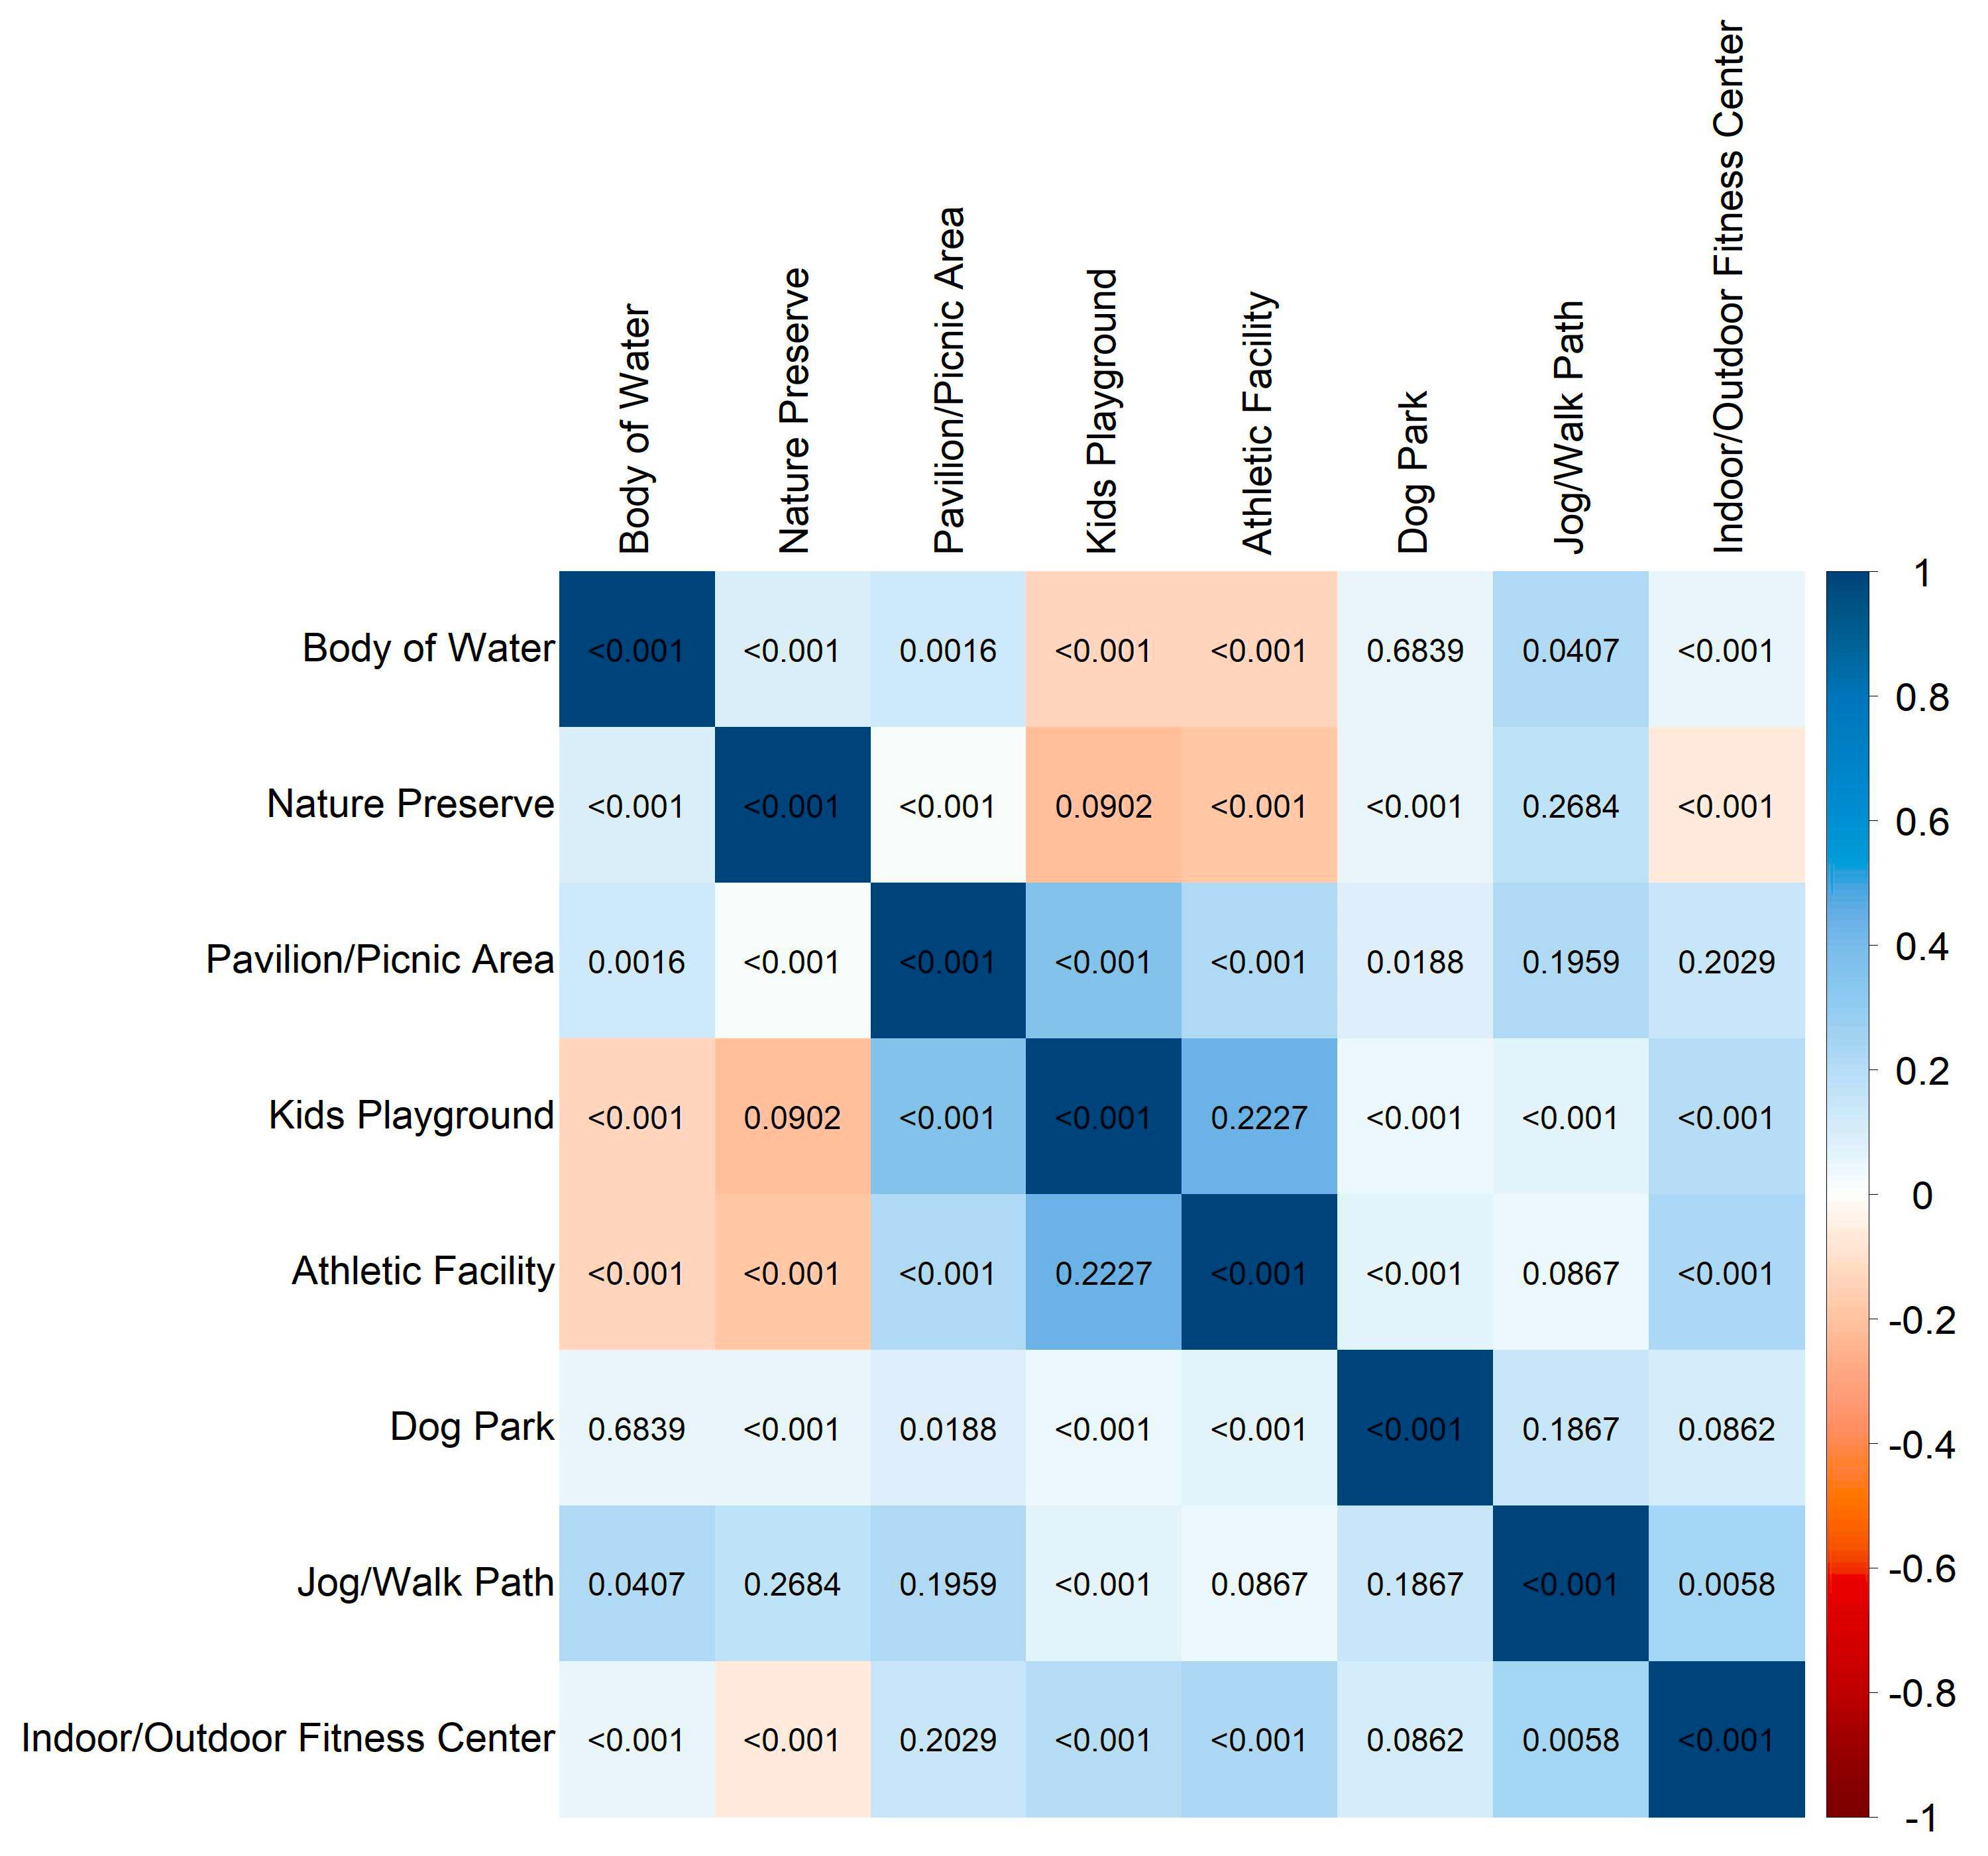 Body of Water
Nature Preserve
Pavilion/Picnic Area
Kids Playground
Athletic Facility
Dog Park
Jog/Walk Path
Indoor/Outdoor Fitness Center
Body of Water <0.001 <0.001 0.0016 <0.001 <0.001 0.6839 0.0407 <0.001
Nature Preserve <0.001 <0.001 <0.001 0.0902 <0.001 <0.001 0.2684 <0.001
Pavilion/Picnic Area 0.0016 <0.001 <0.001 <0.001 <0.001 0.0188 0.1959 0.2029
Kids Playground <0.001 0.0902 <0.001 <0.001 0.2227 <0.001 <0.001 <0.001
Athletic Facility <0.001 <0.001 <0.001 0.2227 <0.001 <0.001 0.0867 <0.001
Dog Park 0.6839 <0.001 0.0188 <0.001 <0.001 <0.001 0.1867 0.0862
Jog/Walk Path 0.0407 0.2684 0.1959 <0.001 0.0867 0.1867 <0.001 0.0058
Indoor/Outdoor Fitness Center <0.001 <0.001 0.2029 <0.001 <0.001 0.0862 0.0058 <0.001
1
0.8
0.6
0.4
0.2
0
-0.2
-0.4
-0.6
-0.8
-1